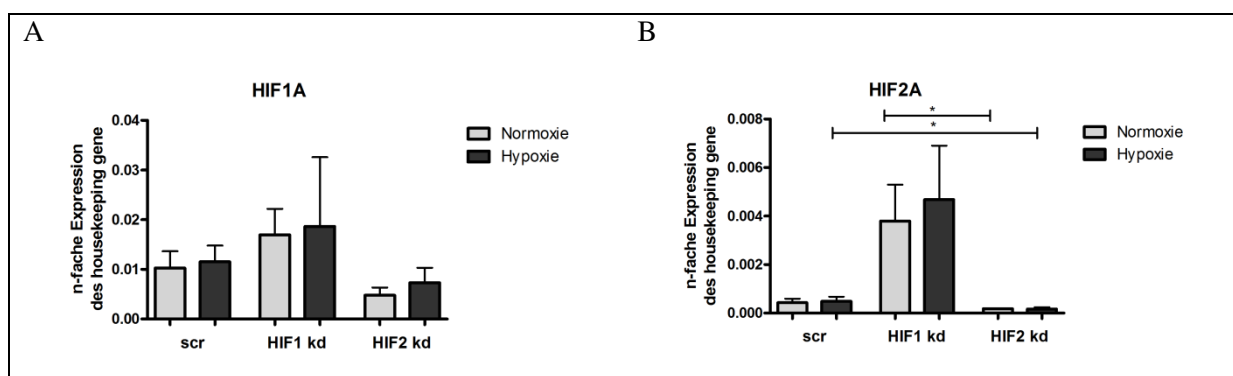 A
HIF1A
n-fache Expression
des housekeeping gene
0.04
0.03
0.02
0.01
0.00
scr
HIF1 kd
HIF2 kd
Normoxie
Hypoxie
B
HIF2A
n-fache Expression
des housekeeping gene
0.008
0.006
0.004
0.002
0.000
*
*
scr
HIF1 kd
HIF2 kd
Normoxie
Hypoxie